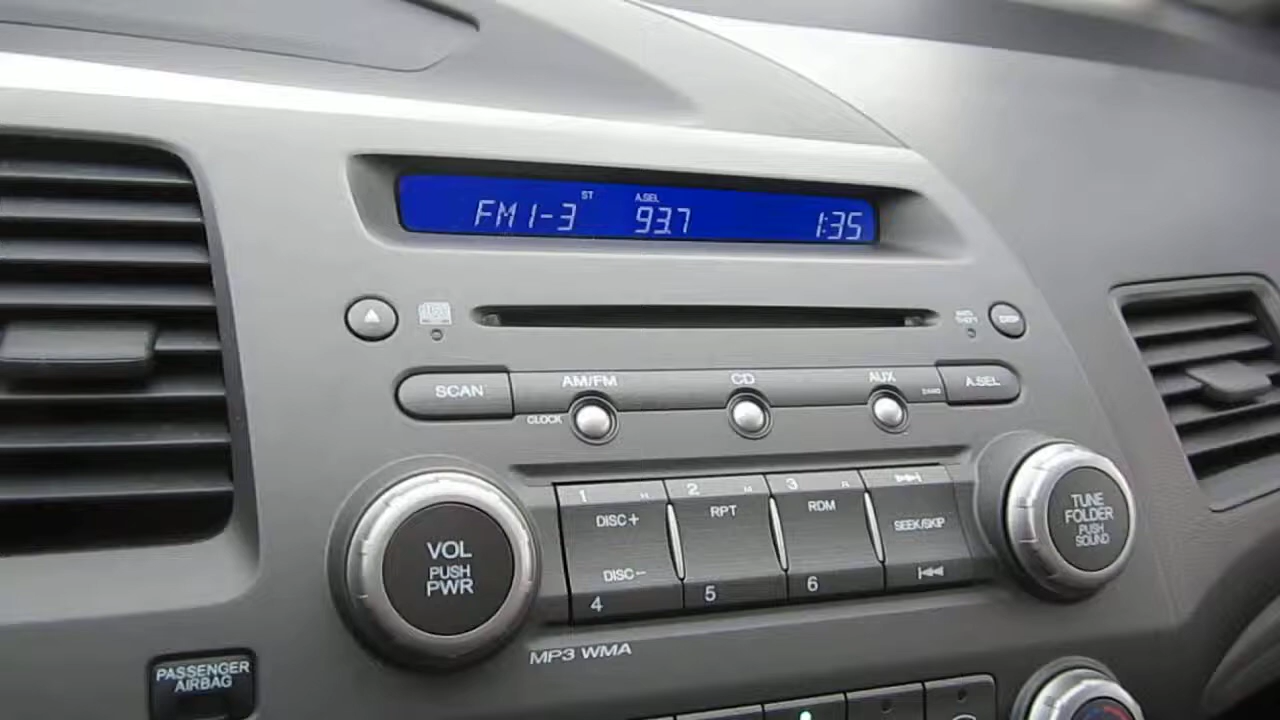 ST A.SEL
FM1-3 93.7 1:35
DISP
SCAN AM/FM CD AUX A.SEL
CLOCK
1 2 3
DISC+ RPT RDM SEEK/SKIP
DISC-
4 5 6
VOL
PUSH
PWR
TUNE
FOLDER
PUSH
SOUND
MP3 WMA
PASSENGER
AIRBAG